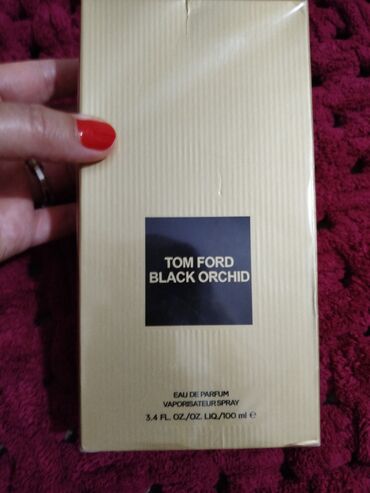 TOM FORD
BLACK ORCHID
EAU DE PARFUM
VAPORISATEUR SPRAY
3.4 FL. OZ./OZ. LIQ./100 ml ℮